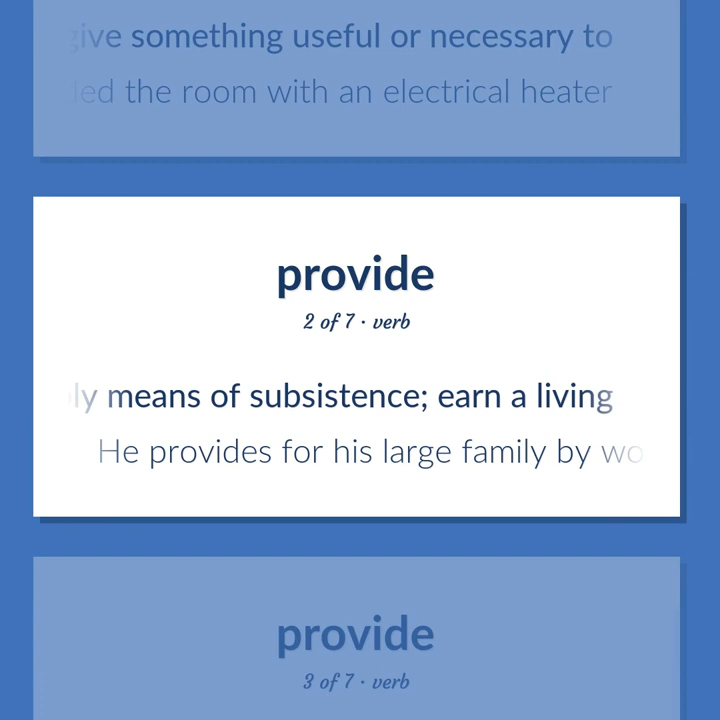 give something useful or necessary to
the room with an electrical heater
provide
2 of 7 · verb
means of subsistence; earn a living
He provides for his large family by
provide
3 of 7 · verb